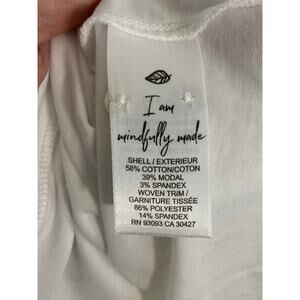 I am
mindfully made
SHELL / EXTERIEUR
58% COTTON/COTON
39% MODAL
3% SPANDEX
WOVEN TRIM /
GARNITURE TISSÉE
86% POLYESTER
14% SPANDEX
RN 93093 CA 30427